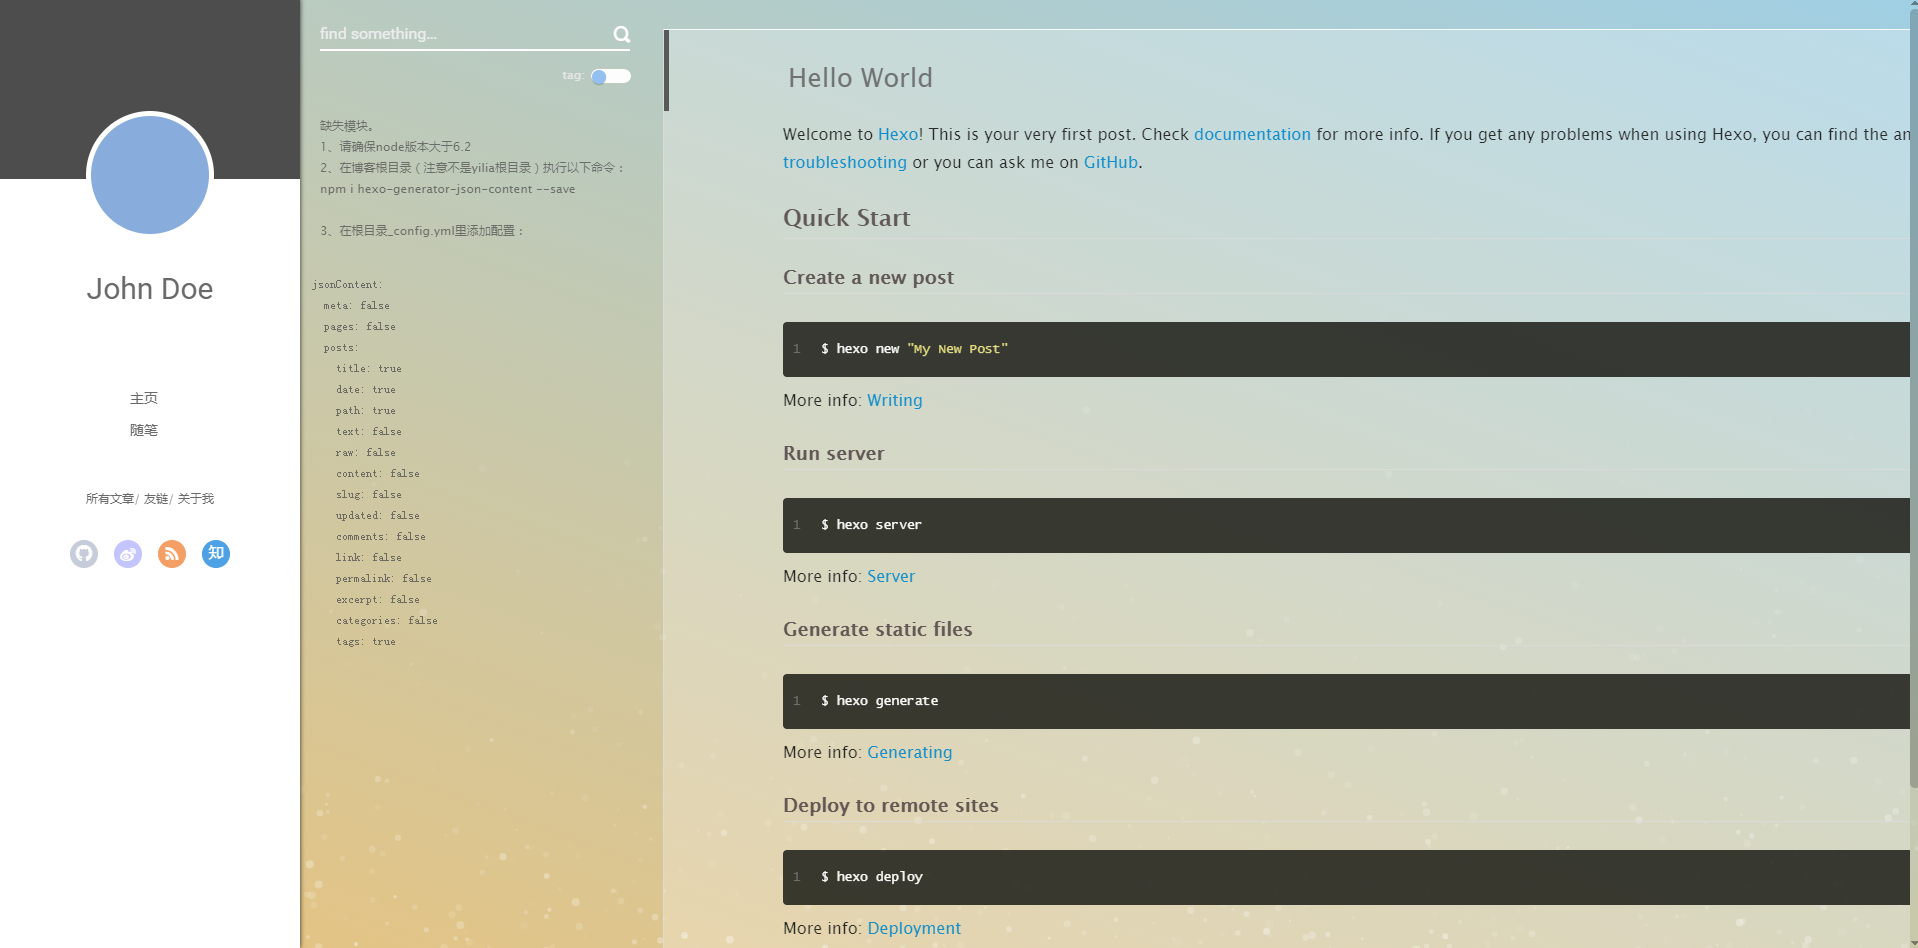 John Doe
主页
随笔
所有文章/ 友链/ 关于我
知
find something...
tag:
缺失模块。
1、请确保node版本大于6.2
2、在博客根目录（注意不是yilia根目录）执行以下命令：
npm i hexo-generator-json-content --save
3、在根目录_config.yml里添加配置：
jsonContent:
meta: false
pages: false
posts:
title: true
date: true
path: true
text: false
raw: false
content: false
slug: false
updated: false
comments: false
link: false
permalink: false
excerpt: false
categories: false
tags: true
Hello World
Welcome to Hexo! This is your very first post. Check documentation for more info. If you get any problems when using Hexo, you can find the
troubleshooting or you can ask me on GitHub.
Quick Start
Create a new post
1 $ hexo new "My New Post"
More info: Writing
Run server
1 $ hexo server
More info: Server
Generate static files
1 $ hexo generate
More info: Generating
Deploy to remote sites
1 $ hexo deploy
More info: Deployment